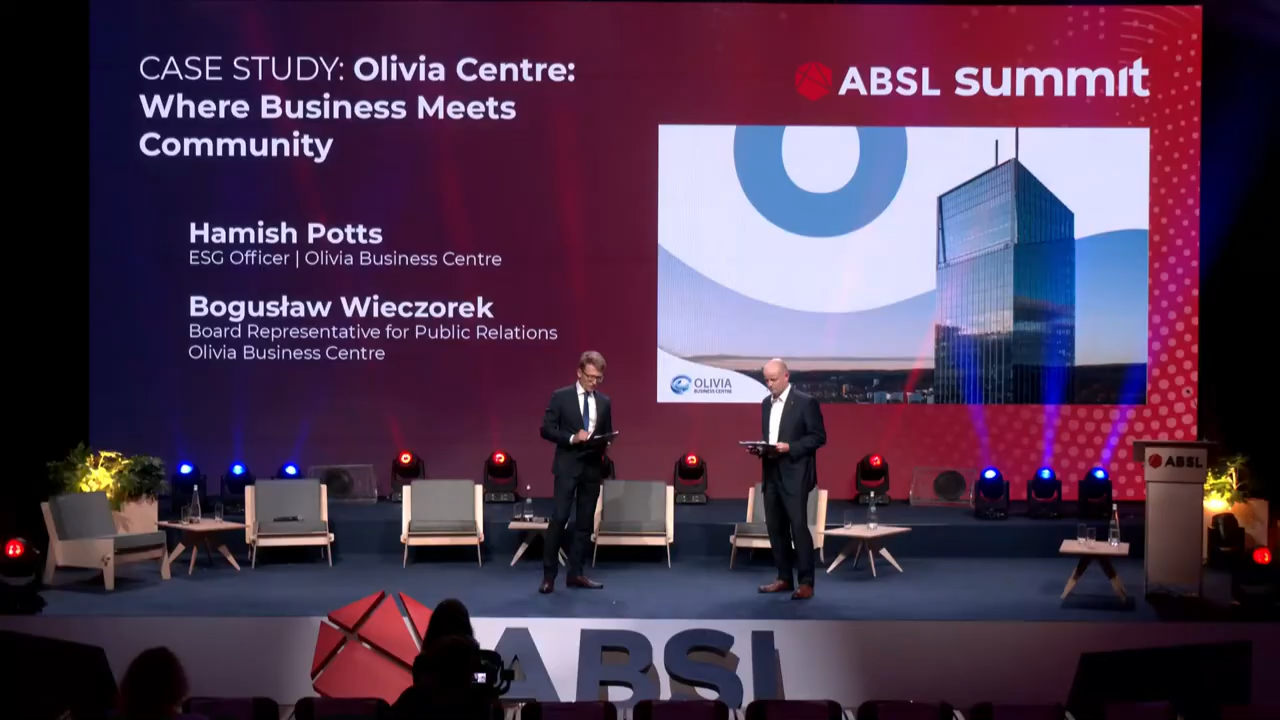 CASE STUDY: Olivia Centre:
Where Business Meets
Community
ABSL summit
Hamish Potts
ESG Officer | Olivia Business Centre
Bogusław Wieczorek
Board Representative for Public Relations
Olivia Business Centre
OLIVIA
BUSINESS CENTRE
ABSL
ABSL